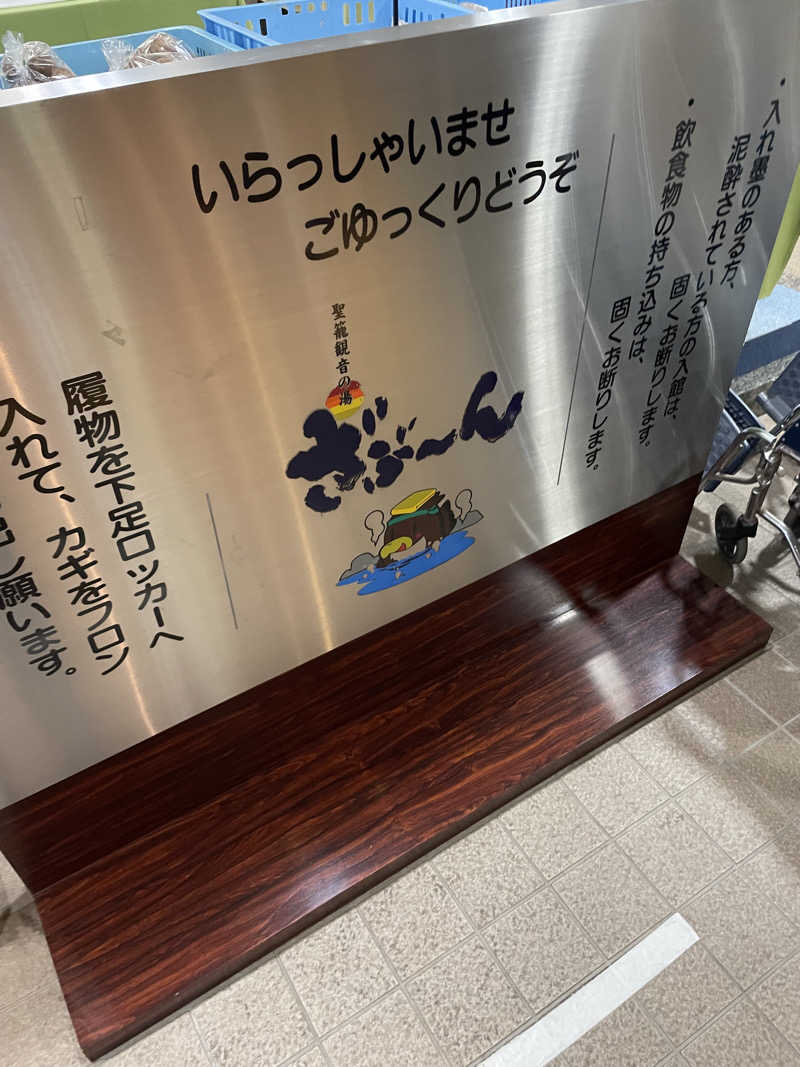 いらっしゃいませ
ごゆっくりどうぞ
・入れ墨のある方、
泥酔されている方の入館は、
固くお断りします。
・飲食物の持ち込みは、
固くお断りします。
聖籠観音の湯
ざぶ〜ん
履物を下足ロッカーへ
入れて、カギをフロン
願います。